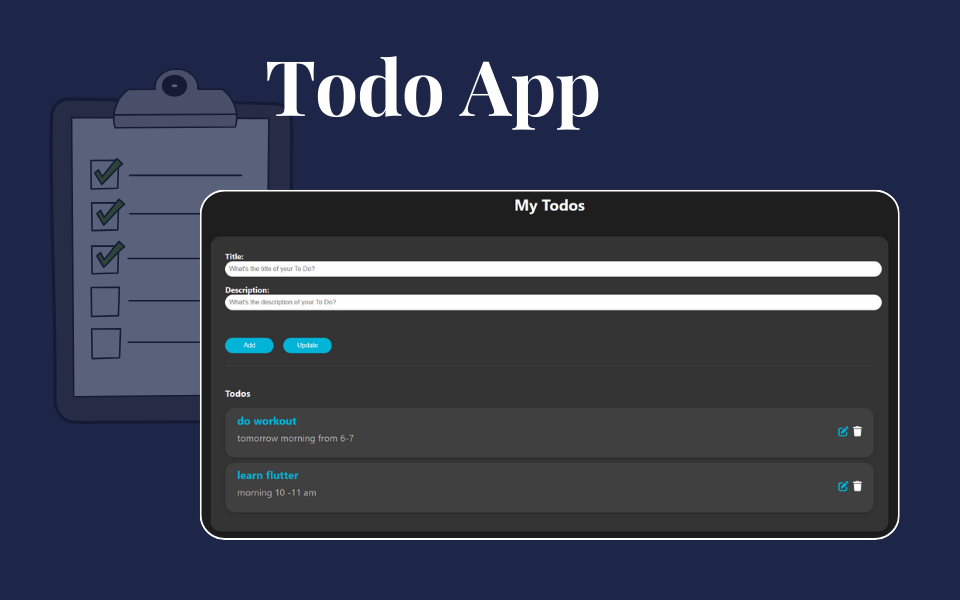 Todo App
My Todos
Title:
What's the title of your To Do?
Description:
What's the description of your To Do?
Add
Update
Todos
do workout
tomorrow morning from 6-7
learn flutter
morning 10 -11 am